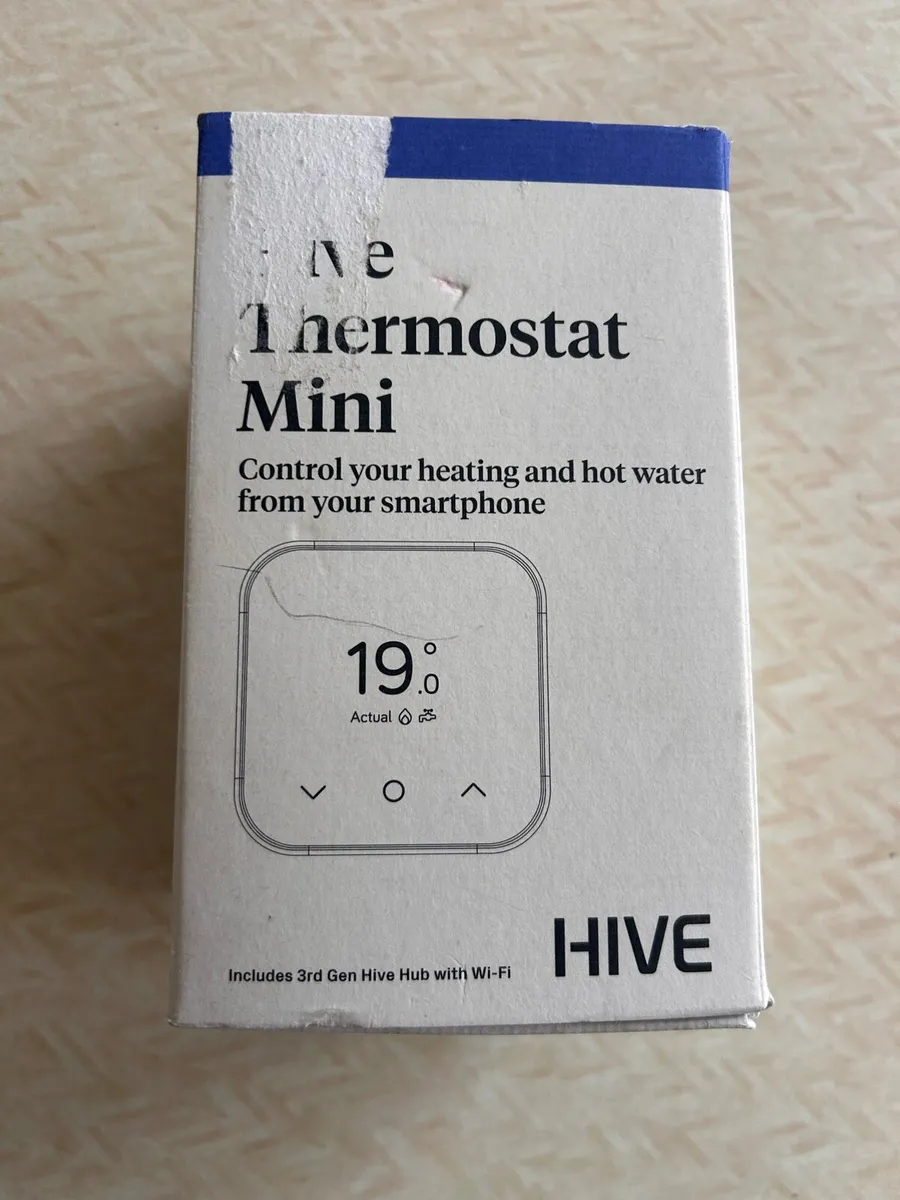 Hive
Thermostat
Mini
Control your heating and hot water
from your smartphone
19.0°
Actual
Includes 3rd Gen Hive Hub with Wi-Fi
HIVE